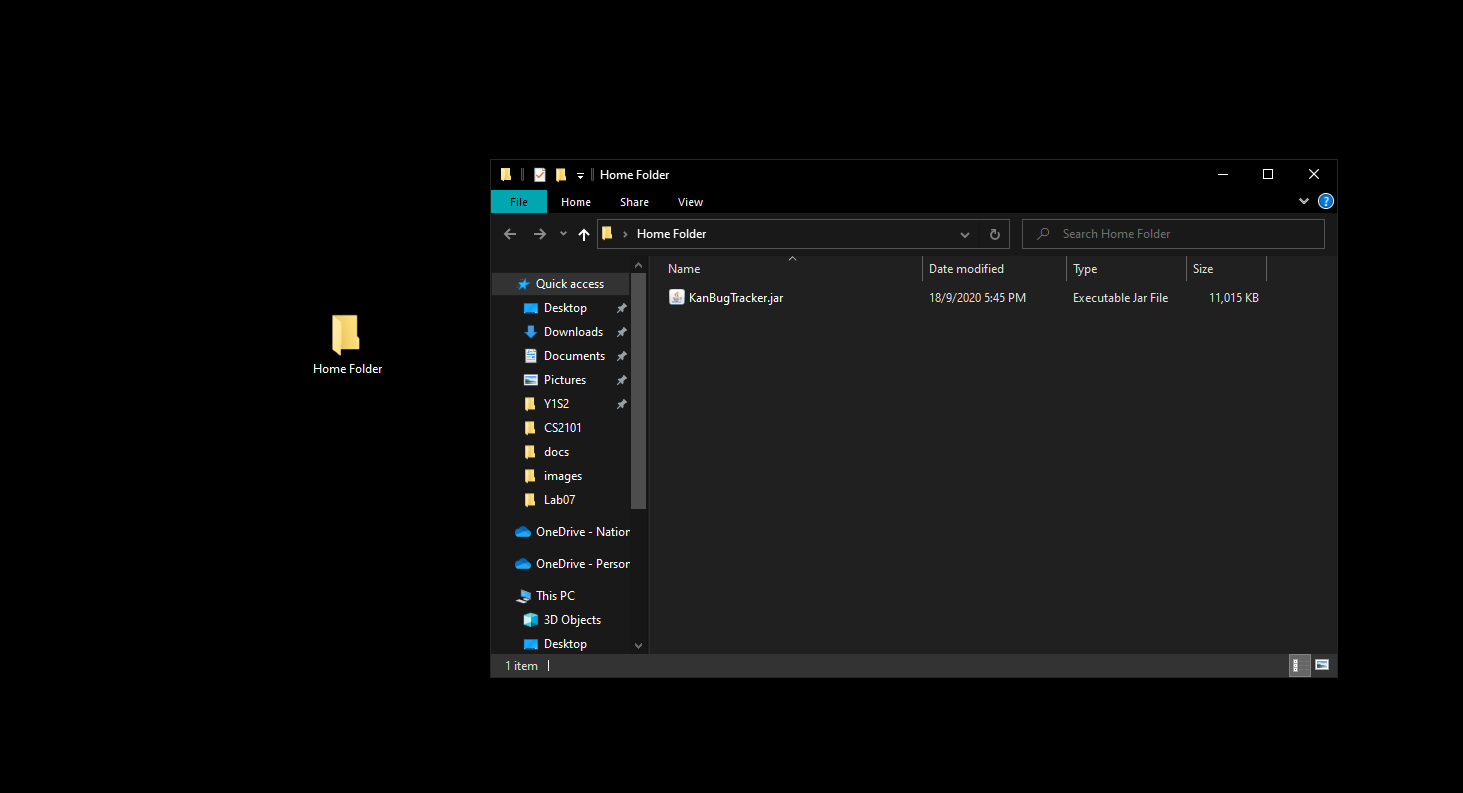 Home Folder
Home Folder
File Home Share View
Home Folder
Search Home Folder
Name Date modified Type Size
KanBugTracker.jar 18/9/2020 5:45 PM Executable Jar File 11,015 KB
Quick access
Desktop
Downloads
Documents
Pictures
Y1S2
CS2101
docs
images
Lab07
OneDrive - Nation
OneDrive - Person
This PC
3D Objects
Desktop
1 item